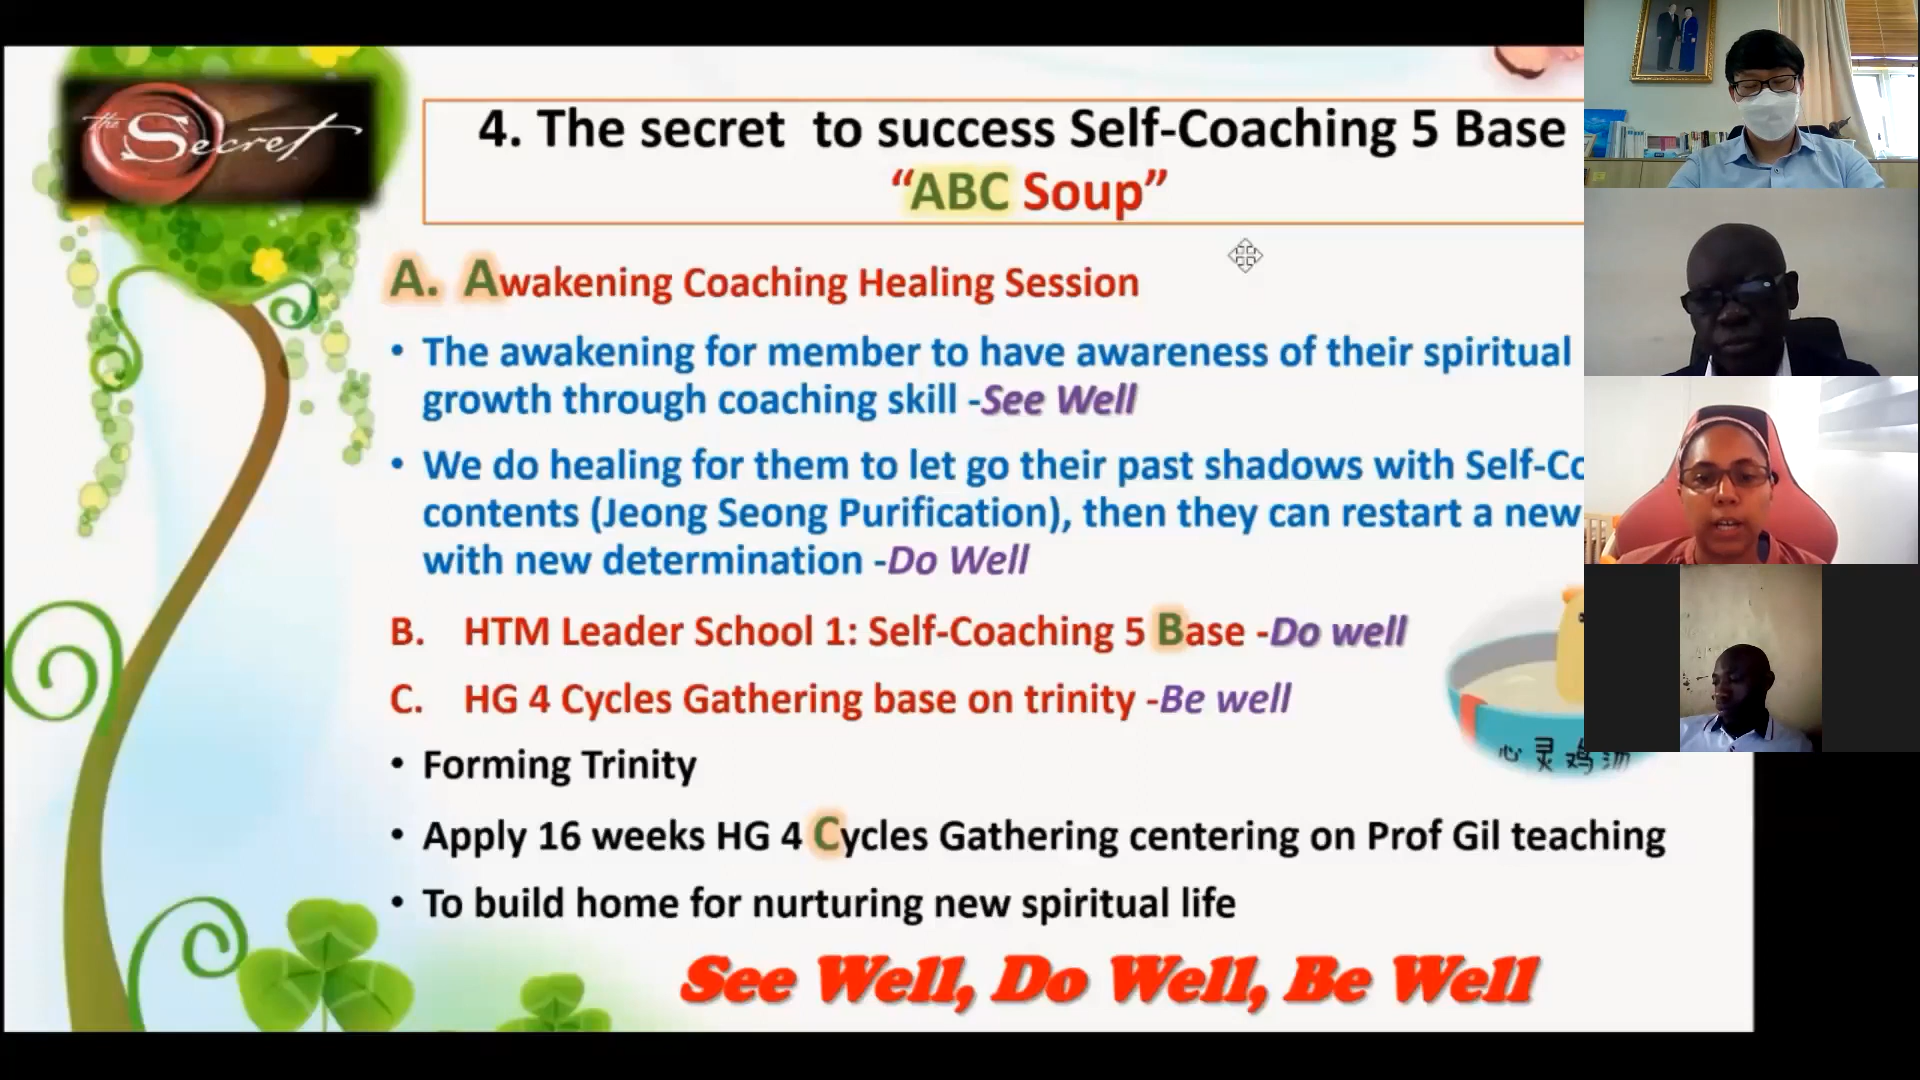 the Secret
4. The secret to success Self-Coaching 5 Base
“ABC Soup”
A. Awakening Coaching Healing Session
• The awakening for member to have awareness of their spiritual
growth through coaching skill -See Well
• We do healing for them to let go their past shadows with Self-Co
contents (Jeong Seong Purification), then they can restart a new
with new determination -Do Well
B. HTM Leader School 1: Self-Coaching 5 Base -Do well
C. HG 4 Cycles Gathering base on trinity -Be well
• Forming Trinity
• Apply 16 weeks HG 4 Cycles Gathering centering on Prof Gil teaching
• To build home for nurturing new spiritual life
心灵鸡汤
See Well, Do Well, Be Well